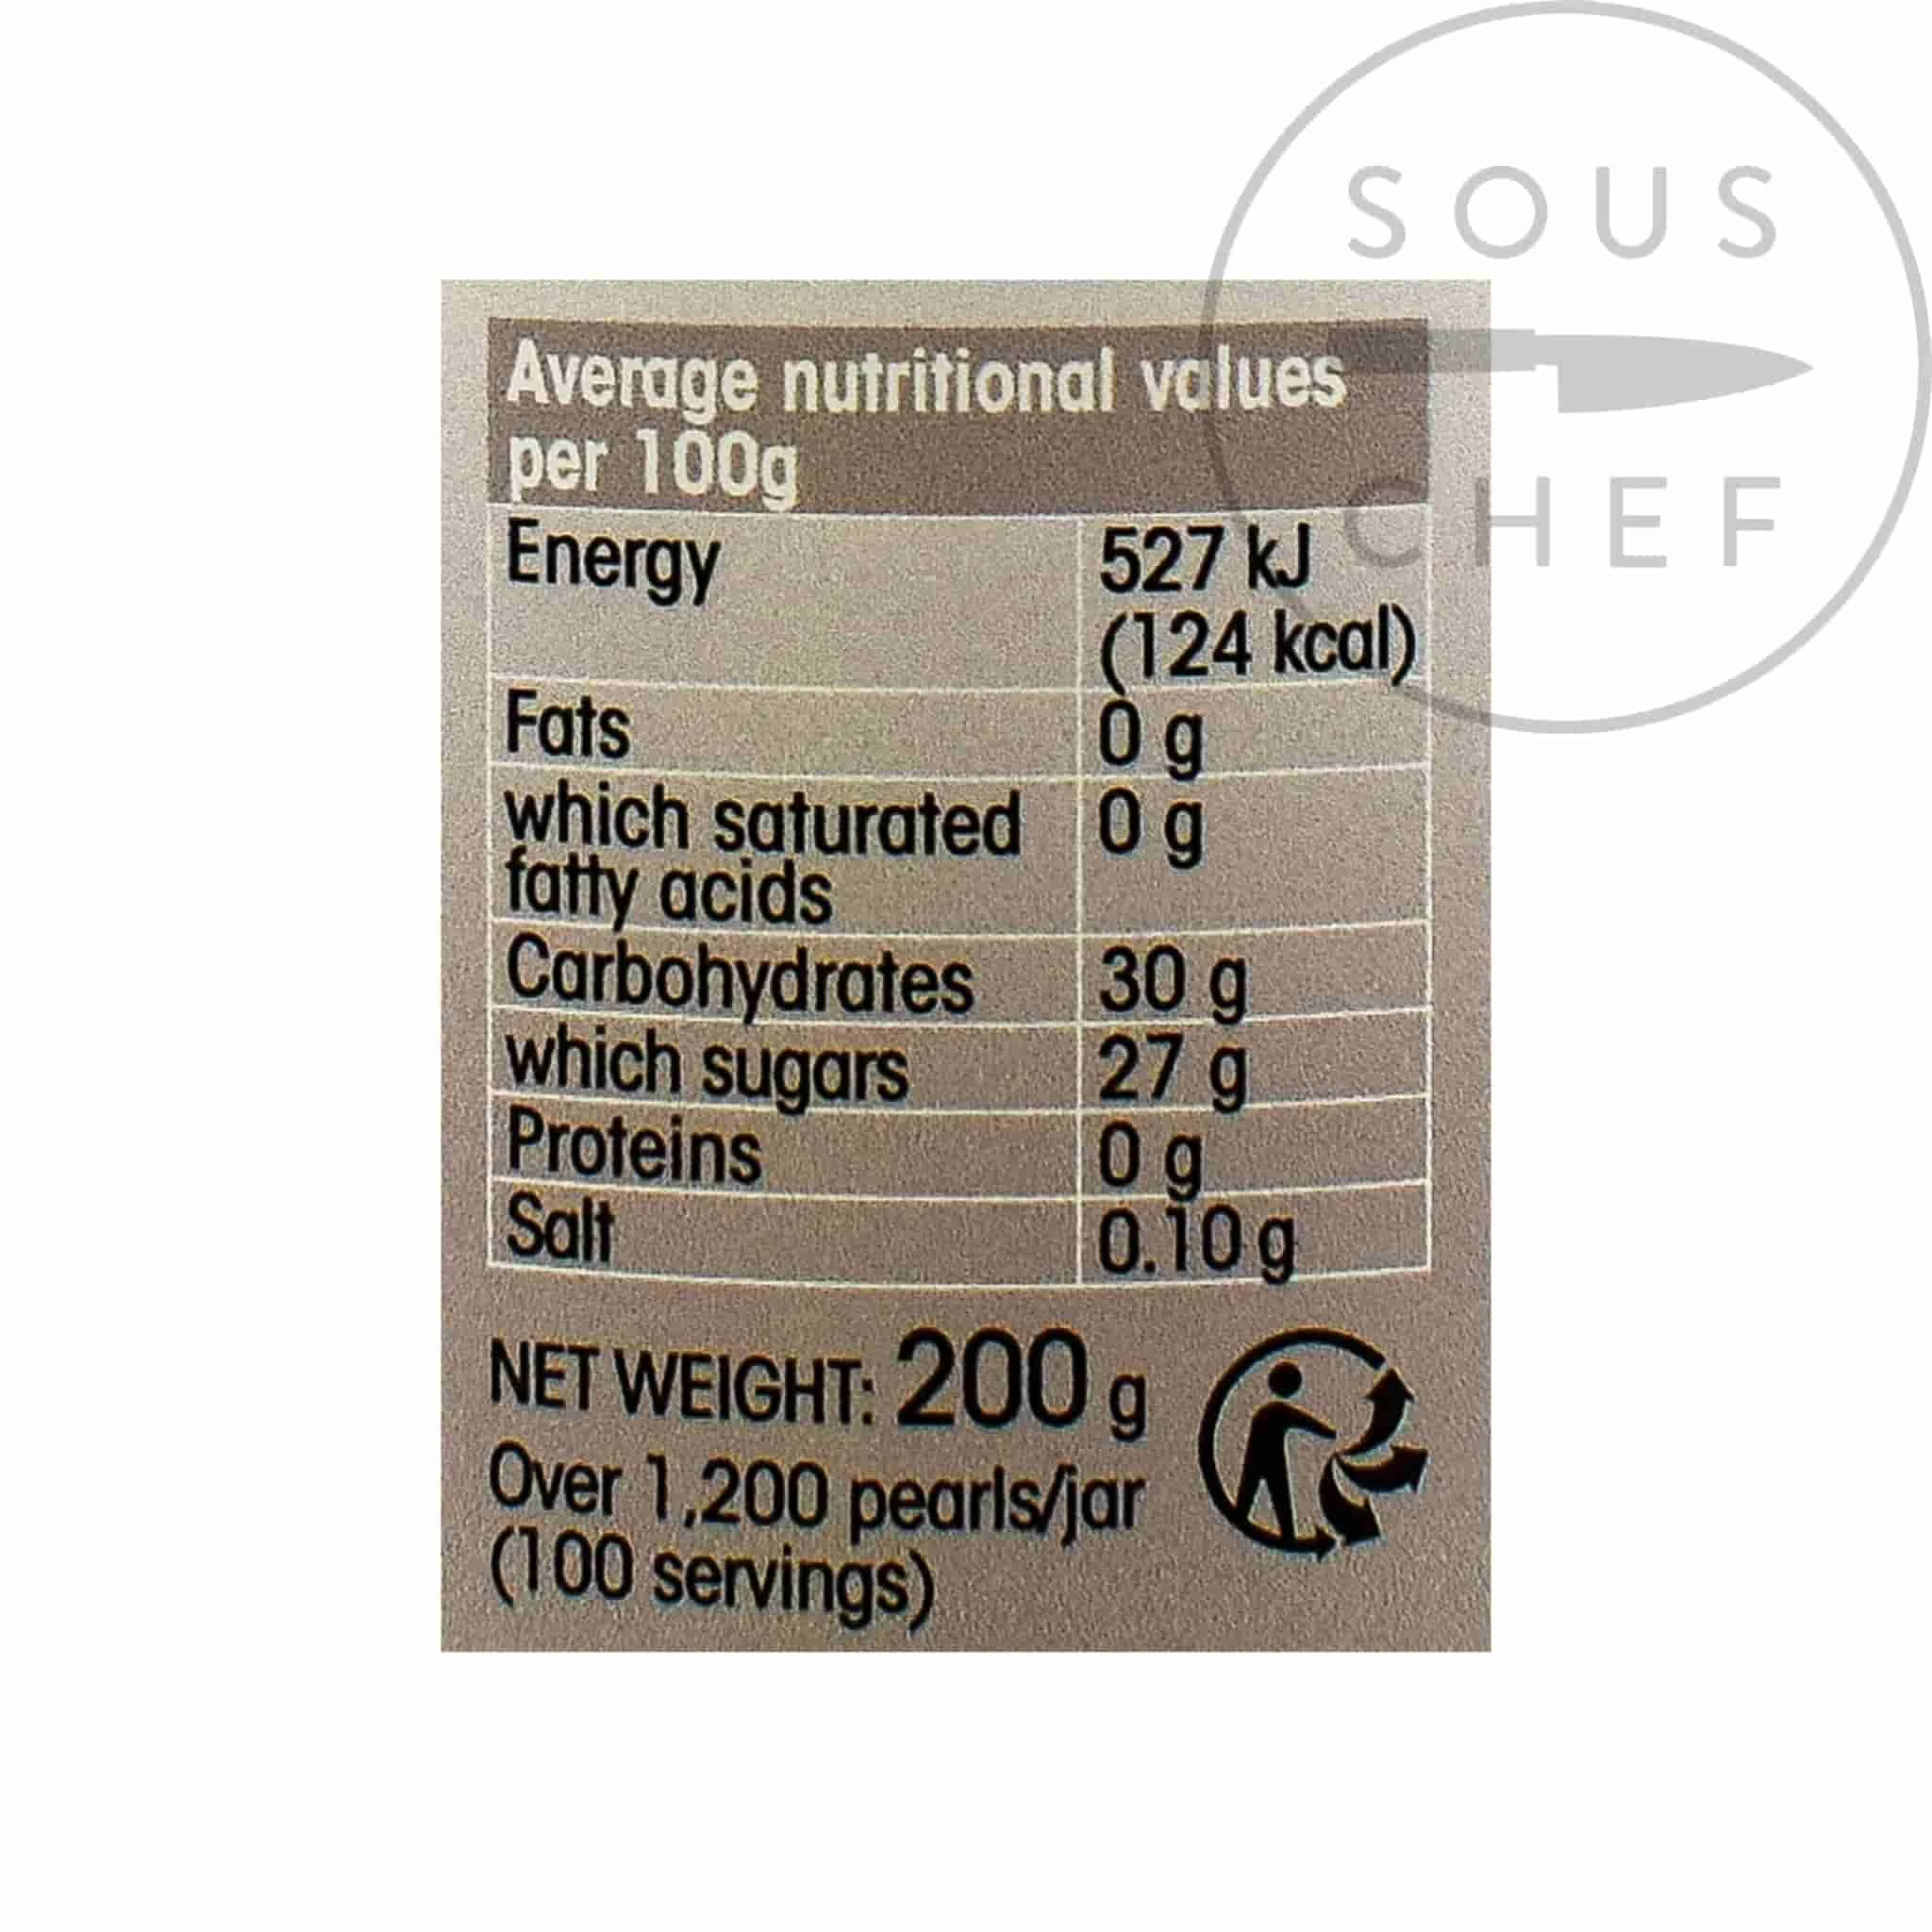 SOUS
CHEF
Average nutritional values
per 100g
Energy 527 kJ
(124 kcal)
Fats 0 g
which saturated 0 g
fatty acids
Carbohydrates 30 g
which sugars 27 g
Proteins 0 g
Salt 0.10 g
NET WEIGHT: 200 g
Over 1,200 pearls/jar
(100 servings)